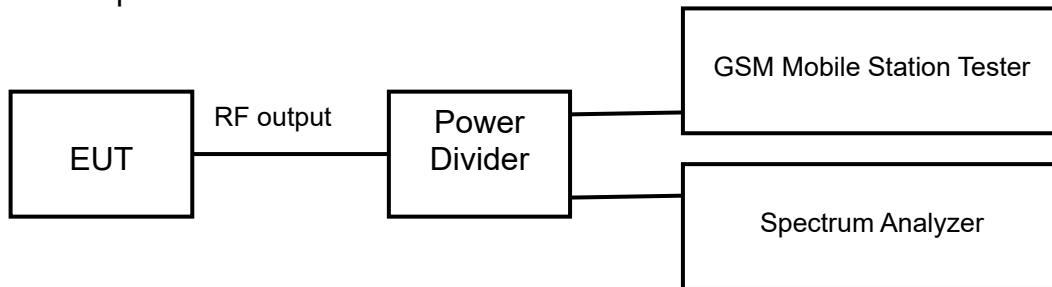 EUT
RF output
Power
Divider
GSM Mobile Station Tester
Spectrum Analyzer